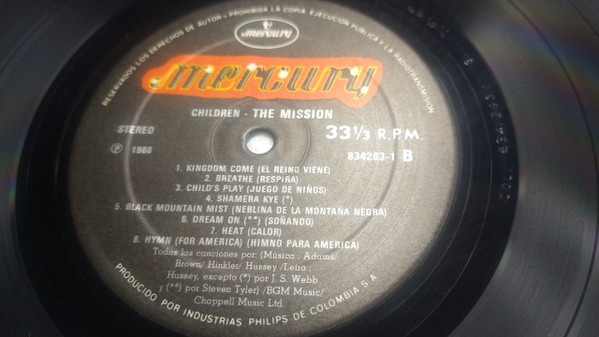 RESERVADOS LOS DERECHOS DE AUTOR - PROHIBIDA LA COPIA, EJECUCION PUBLICA Y LA RADIOTRANSMISION
mercury
mercury
CHILDREN - THE MISSION
STEREO
33 1/3 R.P.M.
Ⓟ 1988
834263-1 B
1. KINGDOM COME (EL REINO VIENE)
2. BREATHE (RESPIRA)
3. CHILD'S PLAY (JUEGO DE NIÑOS)
4. SHAMERA KYE (*)
5. BLACK MOUNTAIN MIST (NEBLINA DE LA MONTAÑA NEGRA)
6. DREAM ON (**) (SOÑANDO)
7. HEAT (CALOR)
8. HYMN (FOR AMERICA) (HIMNO PARA AMERICA)
Todas las canciones por: (Música : Adams/
Brown/ Hinkler/ Hussey / Letra :
Hussey, excepto (*) por J. S. Webb
y (**) por Steven Tyler) /BGM Music/
Chappell Music Ltd.
PRODUCIDO POR INDUSTRIAS PHILIPS DE COLOMBIA S A